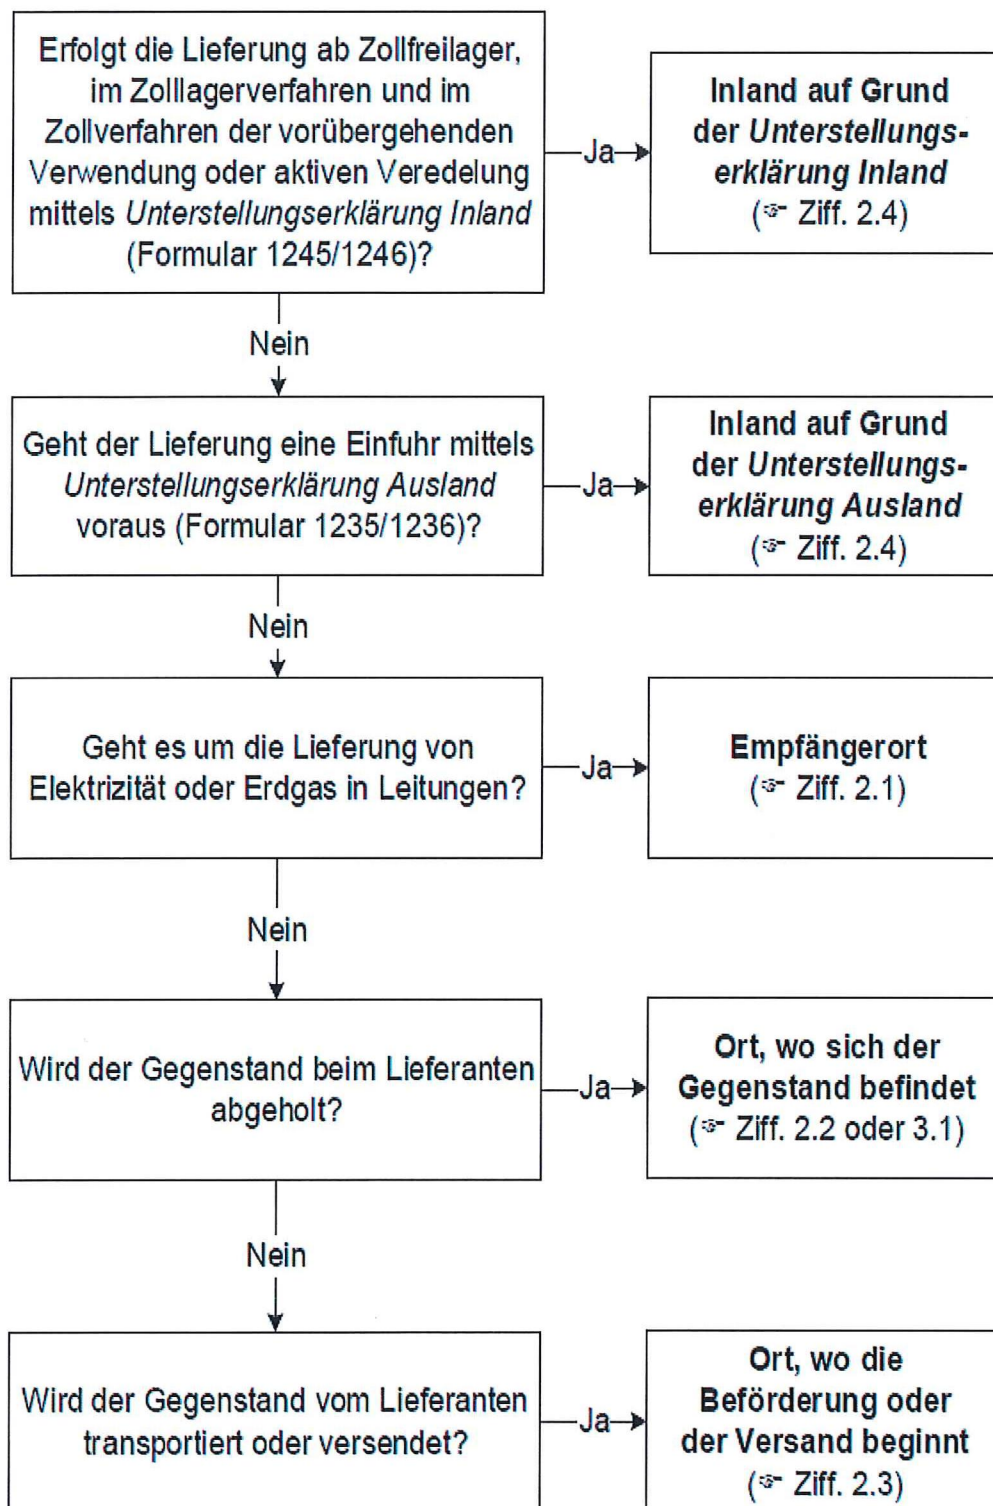 Erfolgt die Lieferung ab Zollfreilager,
im Zolllagerverfahren und im
Zollverfahren der vorübergehenden
Verwendung oder aktiven Veredelung
mittels Unterstellungserklärung Inland
(Formular 1245/1246)?
Ja
Inland auf Grund
der Unterstellungs-
erklärung Inland
(☞ Ziff. 2.4)
Nein
Geht der Lieferung eine Einfuhr mittels
Unterstellungserklärung Ausland
voraus (Formular 1235/1236)?
Ja
Inland auf Grund
der Unterstellungs-
erklärung Ausland
(☞ Ziff. 2.4)
Nein
Geht es um die Lieferung von
Elektrizität oder Erdgas in Leitungen?
Ja
Empfängerort
(☞ Ziff. 2.1)
Nein
Wird der Gegenstand beim Lieferanten
abgeholt?
Ja
Ort, wo sich der
Gegenstand befindet
(☞ Ziff. 2.2 oder 3.1)
Nein
Wird der Gegenstand vom Lieferanten
transportiert oder versendet?
Ja
Ort, wo die
Beförderung oder
der Versand beginnt
(☞ Ziff. 2.3)